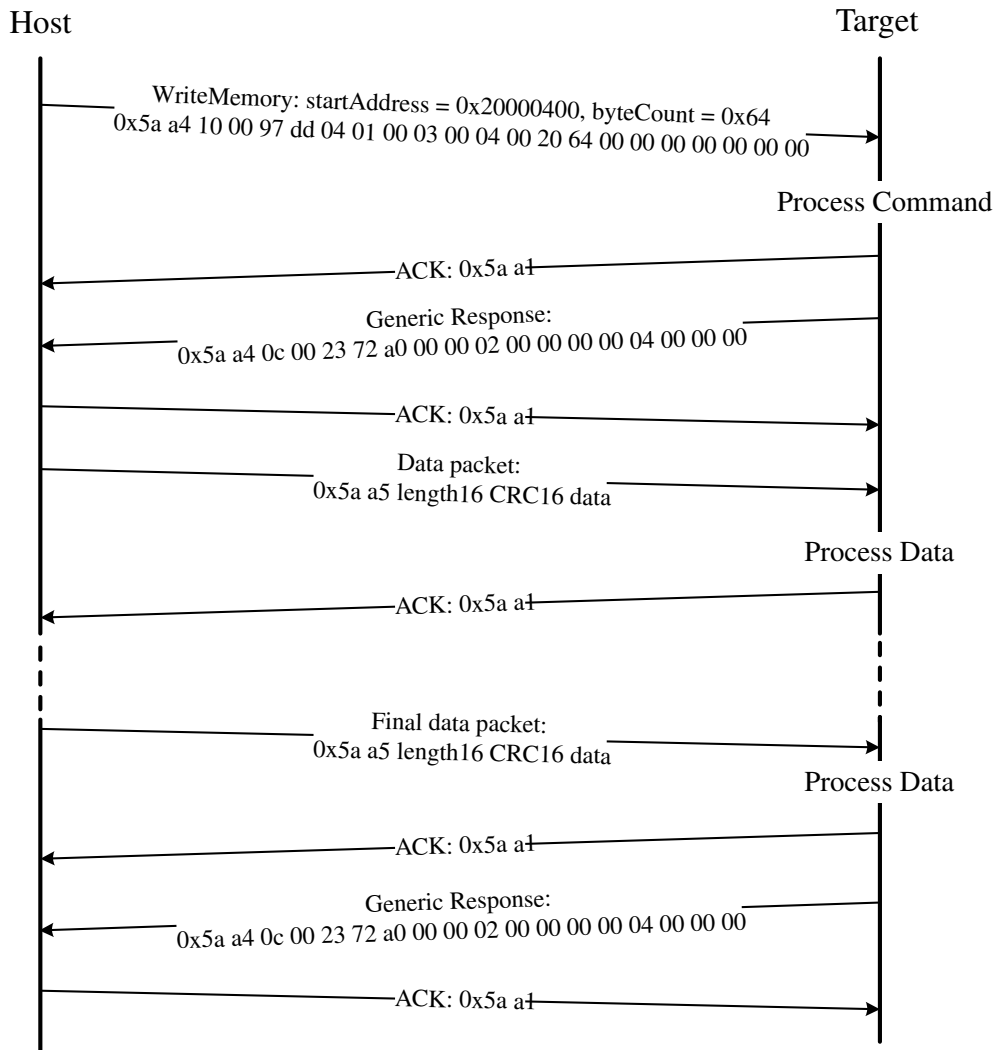 Host
Target
WriteMemory: startAddress = 0x20000400, byteCount = 0x64
0x5a a4 10 00 97 dd 04 01 00 03 00 04 00 20 64 00 00 00 00 00 00 00
Process Command
ACK: 0x5a a1
Generic Response:
0x5a a4 0c 00 23 72 a0 00 00 02 00 00 00 00 04 00 00 00
ACK: 0x5a a1
Data packet:
0x5a a5 length16 CRC16 data
Process Data
ACK: 0x5a a1
Final data packet:
0x5a a5 length16 CRC16 data
Process Data
ACK: 0x5a a1
Generic Response:
0x5a a4 0c 00 23 72 a0 00 00 02 00 00 00 00 04 00 00 00
ACK: 0x5a a1